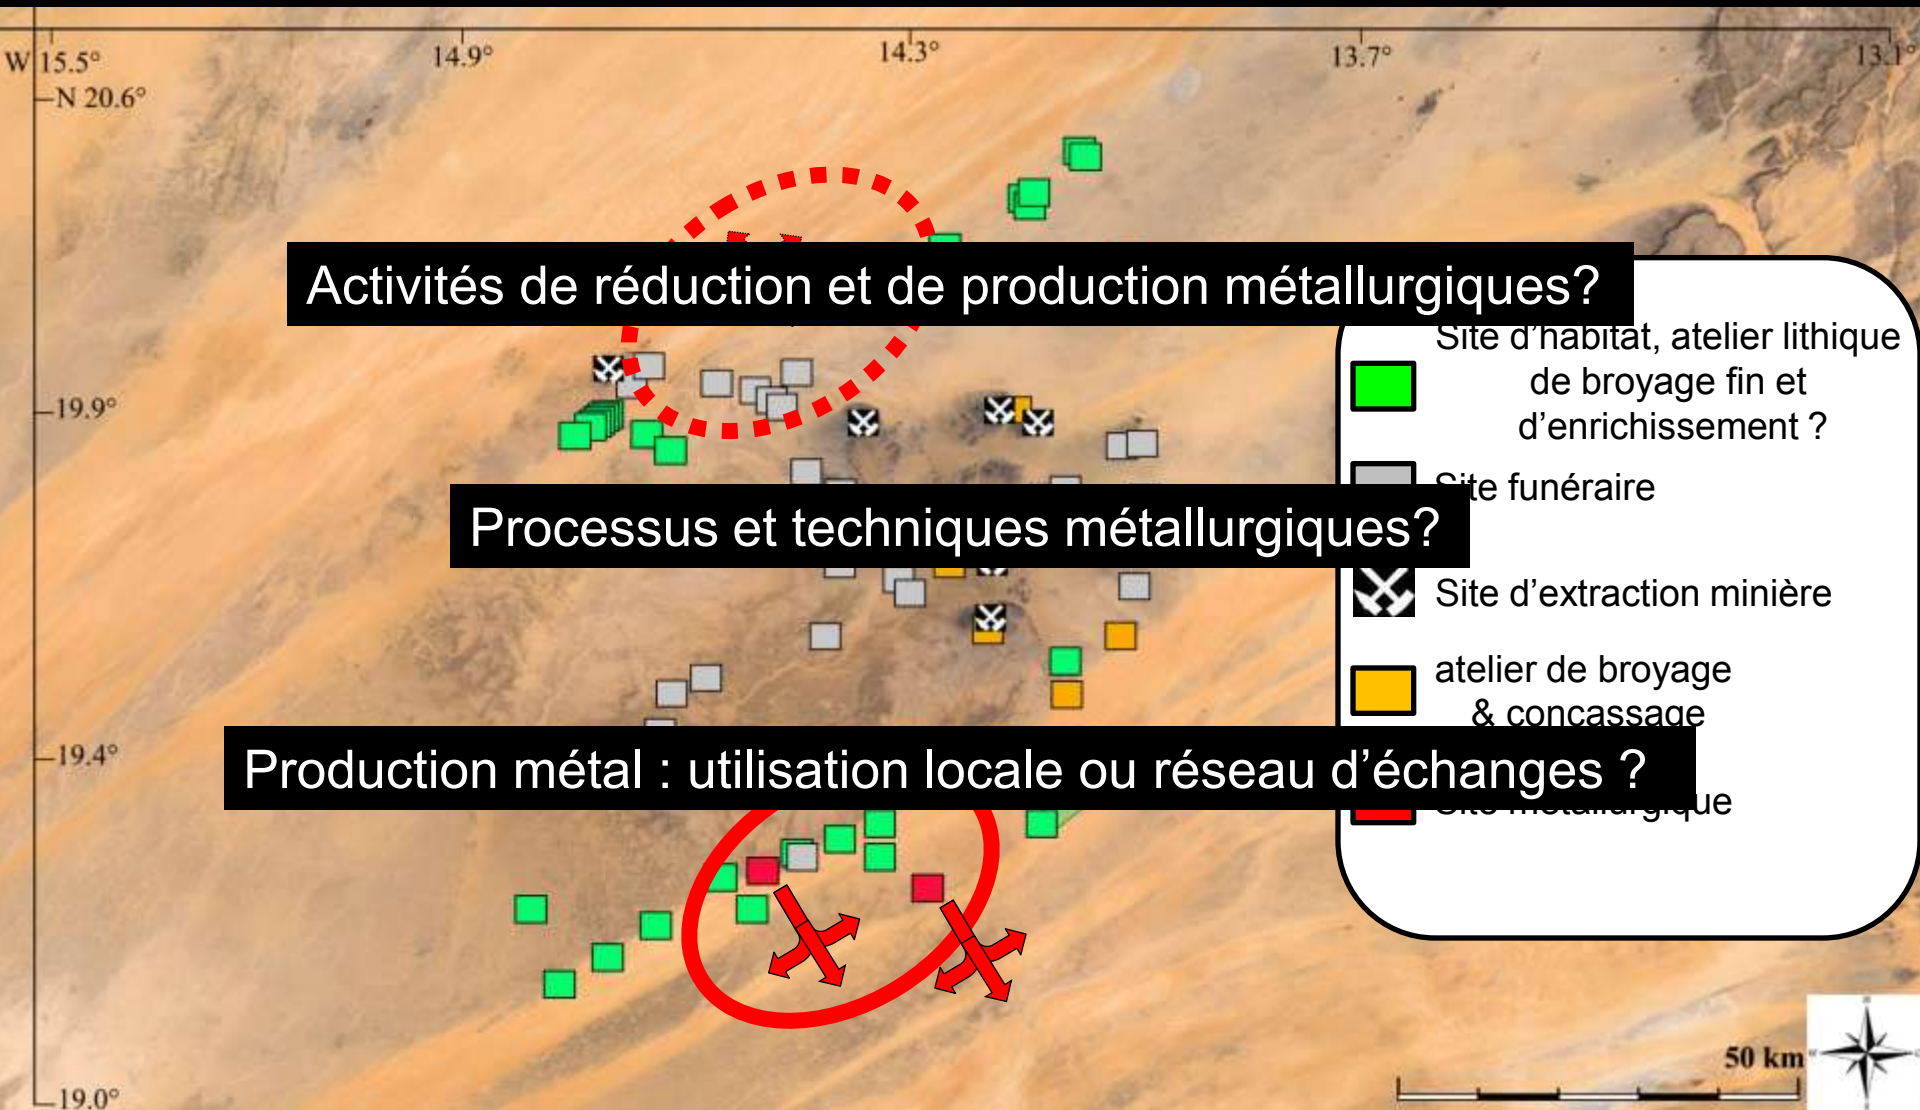 W 15.5°
14.9°
14.3°
13.7°
13.1°
N 20.6°
Activités de réduction et de production métallurgiques?
Site d'habitat, atelier lithique
de broyage fin et
d'enrichissement ?
19.9°
Site funéraire
Processus et techniques métallurgiques?
Site d'extraction minière
atelier de broyage
& concassage
19.4°
Production métal : utilisation locale ou réseau d'échanges ?
Site métallurgique
50 km
19.0°